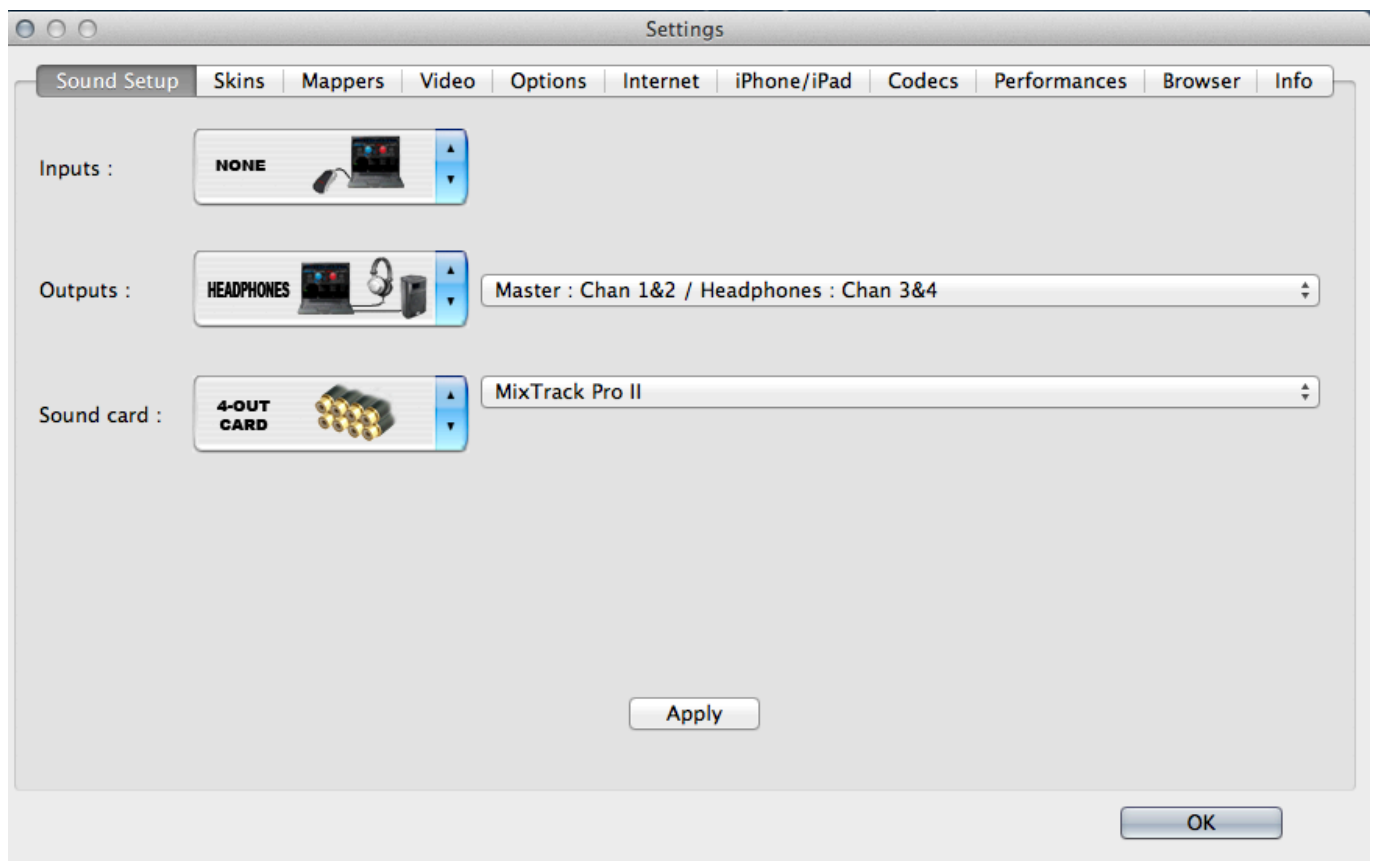 Settings
Sound Setup Skins Mappers Video Options Internet iPhone/iPad Codecs Performances Browser Info
Inputs :
NONE
Outputs :
HEADPHONES
Master : Chan 1&2 / Headphones : Chan 3&4
Sound card :
4-OUT
CARD
MixTrack Pro II
Apply
OK